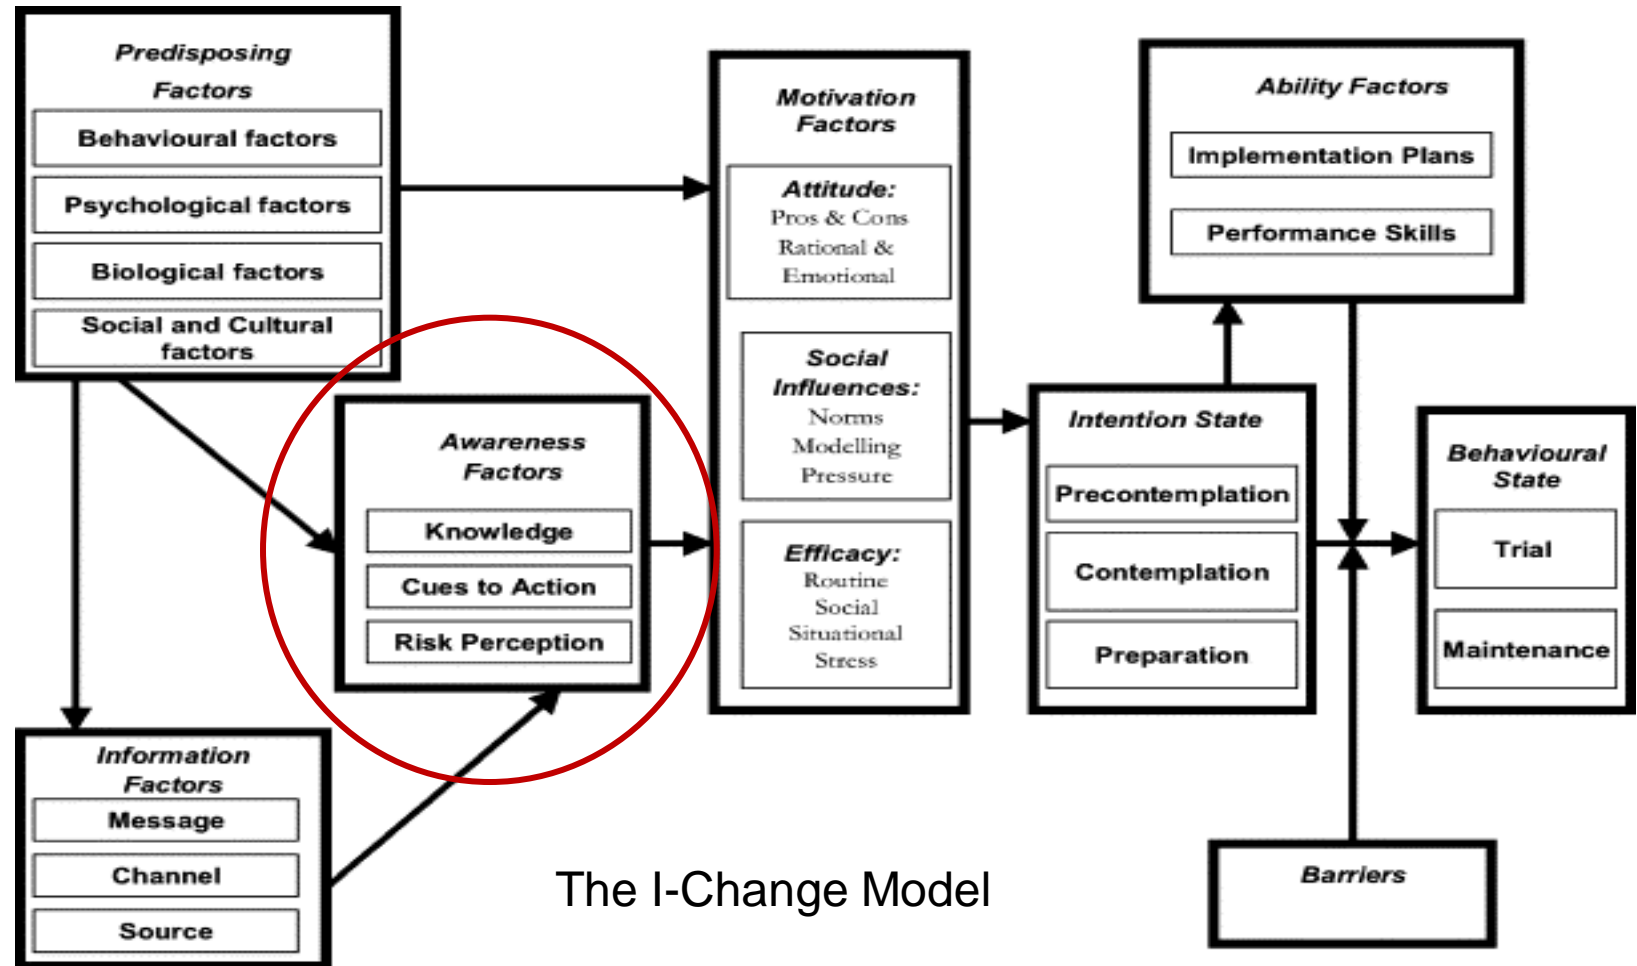 Predisposing
Factors
Behavioural factors
Psychological factors
Biological factors
Social and Cultural
factors
Information
Factors
Message
Channel
Source
Awareness
Factors
Knowledge
Cues to Action
Risk Perception
Motivation
Factors
Attitude:
Pros & Cons
Rational &
Emotional
Social
Influences:
Norms
Modelling
Pressure
Efficacy:
Routine
Social
Situational
Stress
Intention State
Precontemplation
Contemplation
Preparation
Ability Factors
Implementation Plans
Performance Skills
Behavioural
State
Trial
Maintenance
Barriers
The I-Change Model